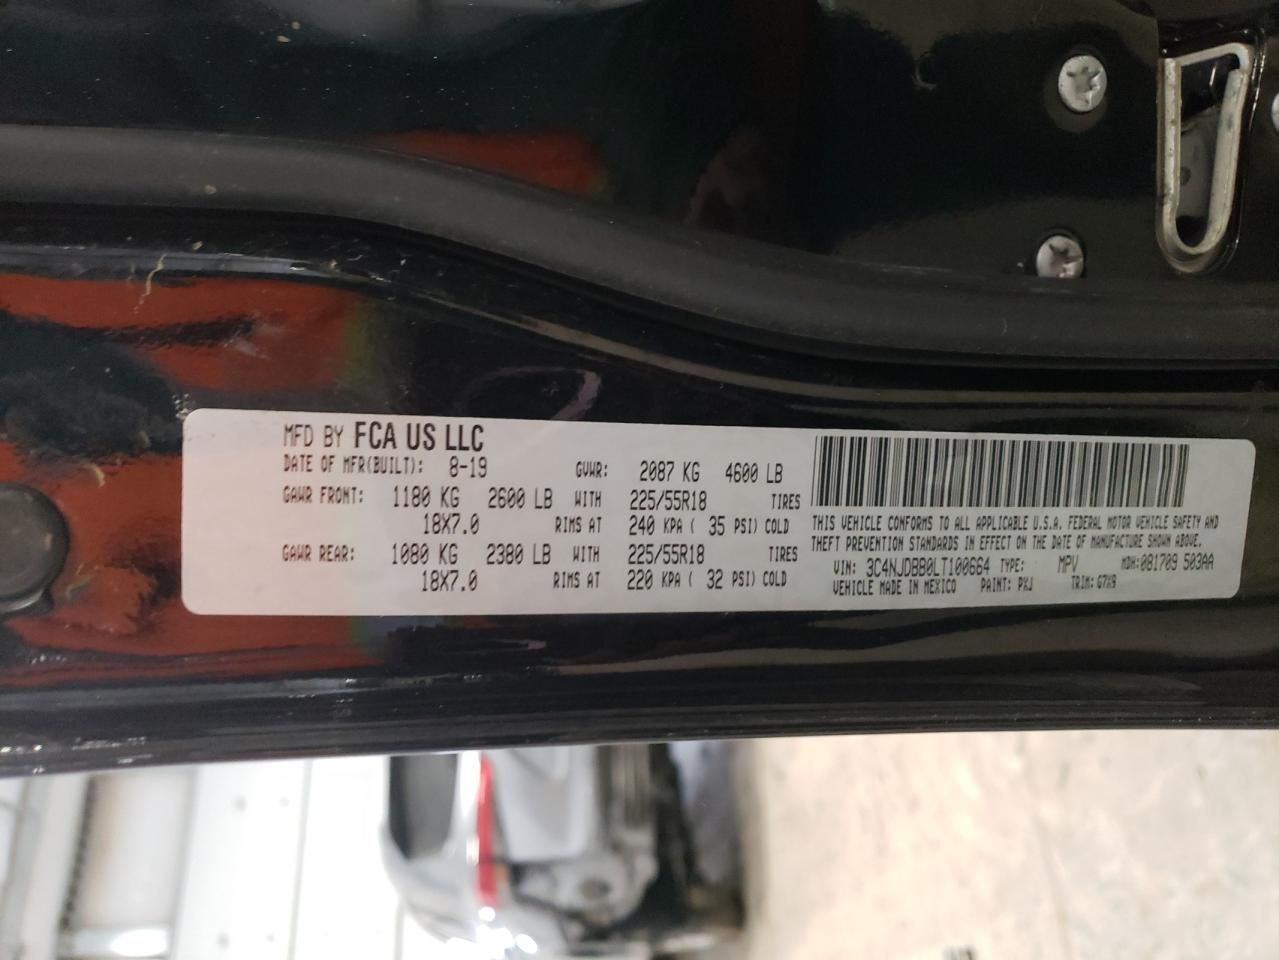 MFD BY FCA US LLC
DATE OF MFR(BUILT): 8-19 GVWR: 2087 KG 4600 LB
GAWR FRONT: 1180 KG 2600 LB WITH 225/55R18 TIRES
18X7.0 RIMS AT 240 KPA ( 35 PSI) COLD
GAWR REAR: 1080 KG 2380 LB WITH 225/55R18 TIRES
18X7.0 RIMS AT 220 KPA ( 32 PSI) COLD
THIS VEHICLE CONFORMS TO ALL APPLICABLE U.S.A. FEDERAL MOTOR VEHICLE SAFETY AND
THEFT PREVENTION STANDARDS IN EFFECT ON THE DATE OF MANUFACTURE SHOWN ABOVE.
VIN: 3C4NJDBB0LT100664 TYPE: MPV MDH: 081709 503AA
VEHICLE MADE IN MEXICO PAINT: PXJ TRIM: G7X9